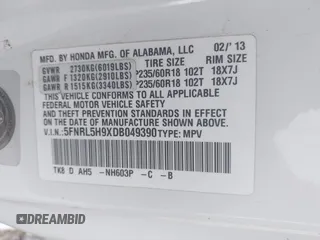 MFD. BY HONDA MFG. OF ALABAMA, LLC 02/'13
GVWR 2730KG(6019LBS) TIRE SIZE RIM SIZE
GAWR F 1320KG(2910LBS) P235/60R18 102T 18X7J
GAWR R 1515KG(3340LBS) P235/60R18 102T 18X7J
THIS VEHICLE CONFORMS TO ALL APPLICABLE
FEDERAL MOTOR VEHICLE SAFETY AND THEFT
PREVENTION STANDARDS IN EFFECT ON THE DATE
OF MANUFACTURE SHOWN ABOVE.
V.I.N.:5FNRL5H9XDB049390 TYPE: MPV
TK8 D AH5 -NH603P -C -B
© DREAMBID